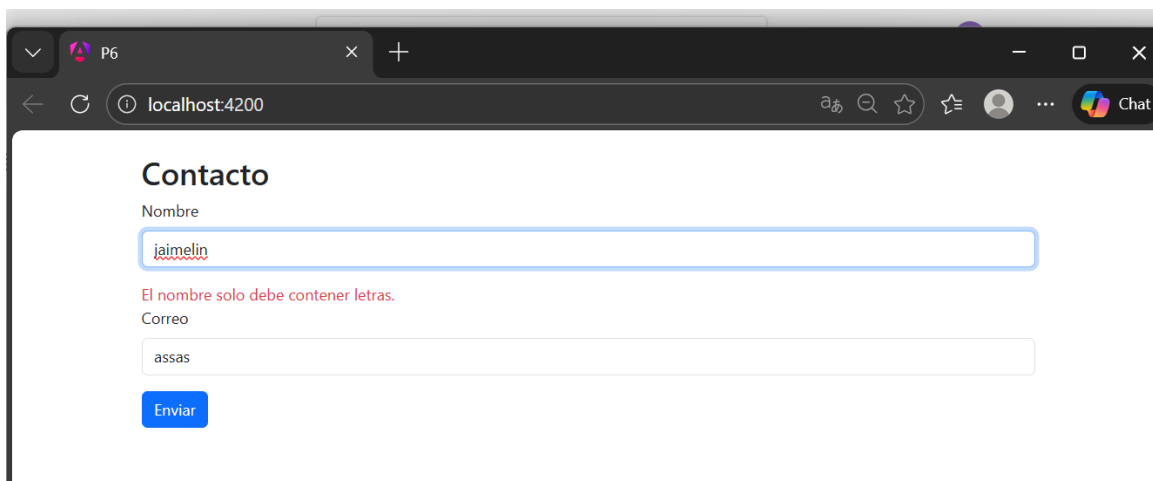 P6
localhost:4200
Chat
Contacto
Nombre
jaimelin
El nombre solo debe contener letras.
Correo
assas
Enviar